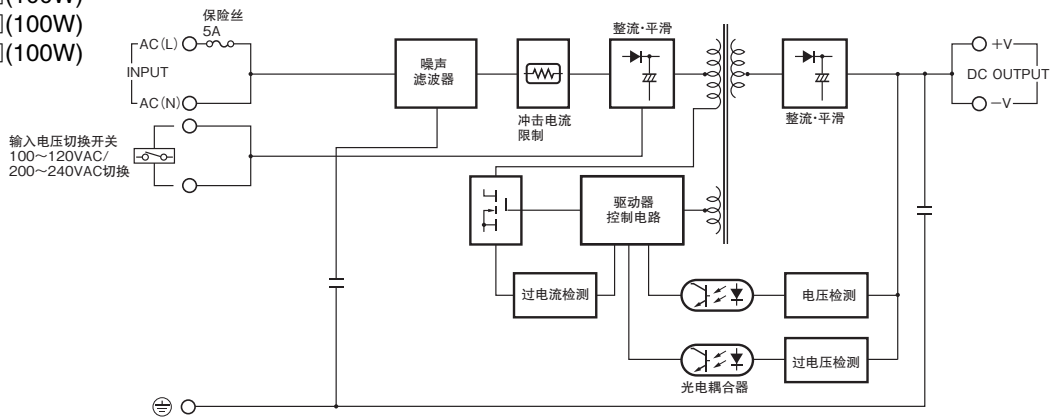 ](100W)
](100W)
](100W)
保险丝
5A
AC(L)
INPUT
AC(N)
输入电压切换开关
100～120VAC/
200～240VAC切换
噪声
滤波器
冲击电流
限制
整流·平滑
整流·平滑
+V
DC OUTPUT
−V
驱动器
控制电路
过电流检测
电压检测
过电压检测
光电耦合器